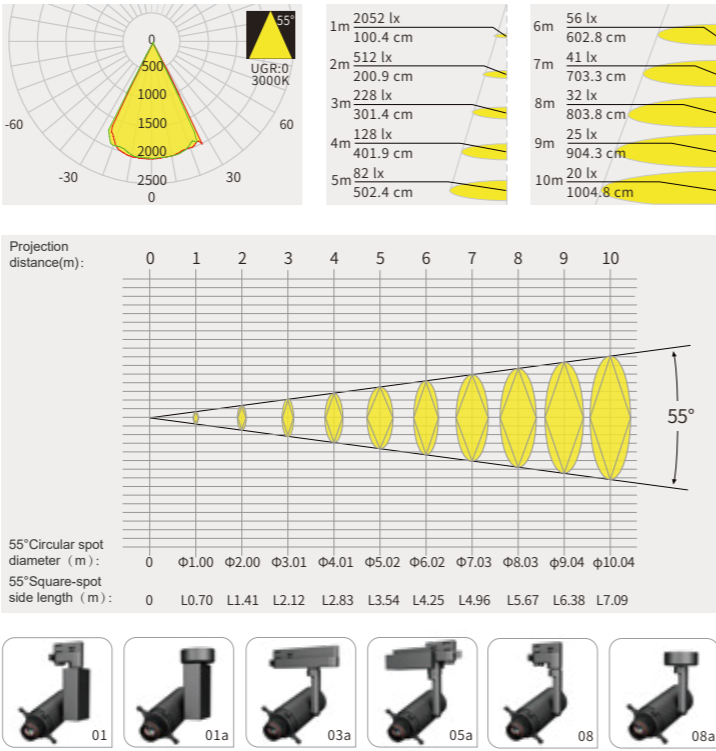 55°
UGR:0
3000K
0
500
1000
1500
2000
2500
0
-60
-30
30
60
1m 2052 lx
100.4 cm
2m 512 lx
200.9 cm
3m 228 lx
301.4 cm
4m 128 lx
401.9 cm
5m 82 lx
502.4 cm
6m 56 lx
602.8 cm
7m 41 lx
703.3 cm
8m 32 lx
803.8 cm
9m 25 lx
904.3 cm
10m 20 lx
1004.8 cm
Projection
distance(m): 0 1 2 3 4 5 6 7 8 9 10
55°
55°Circular spot
diameter（m）: 0 Φ1.00 Φ2.00 Φ3.01 Φ4.01 Φ5.02 Φ6.02 Φ7.03 Φ8.03 φ9.04 φ10.04
55°Square-spot
side length（m）: 0 L0.70 L1.41 L2.12 L2.83 L3.54 L4.25 L4.96 L5.67 L6.38 L7.09
01 01a 03a 05a 08 08a